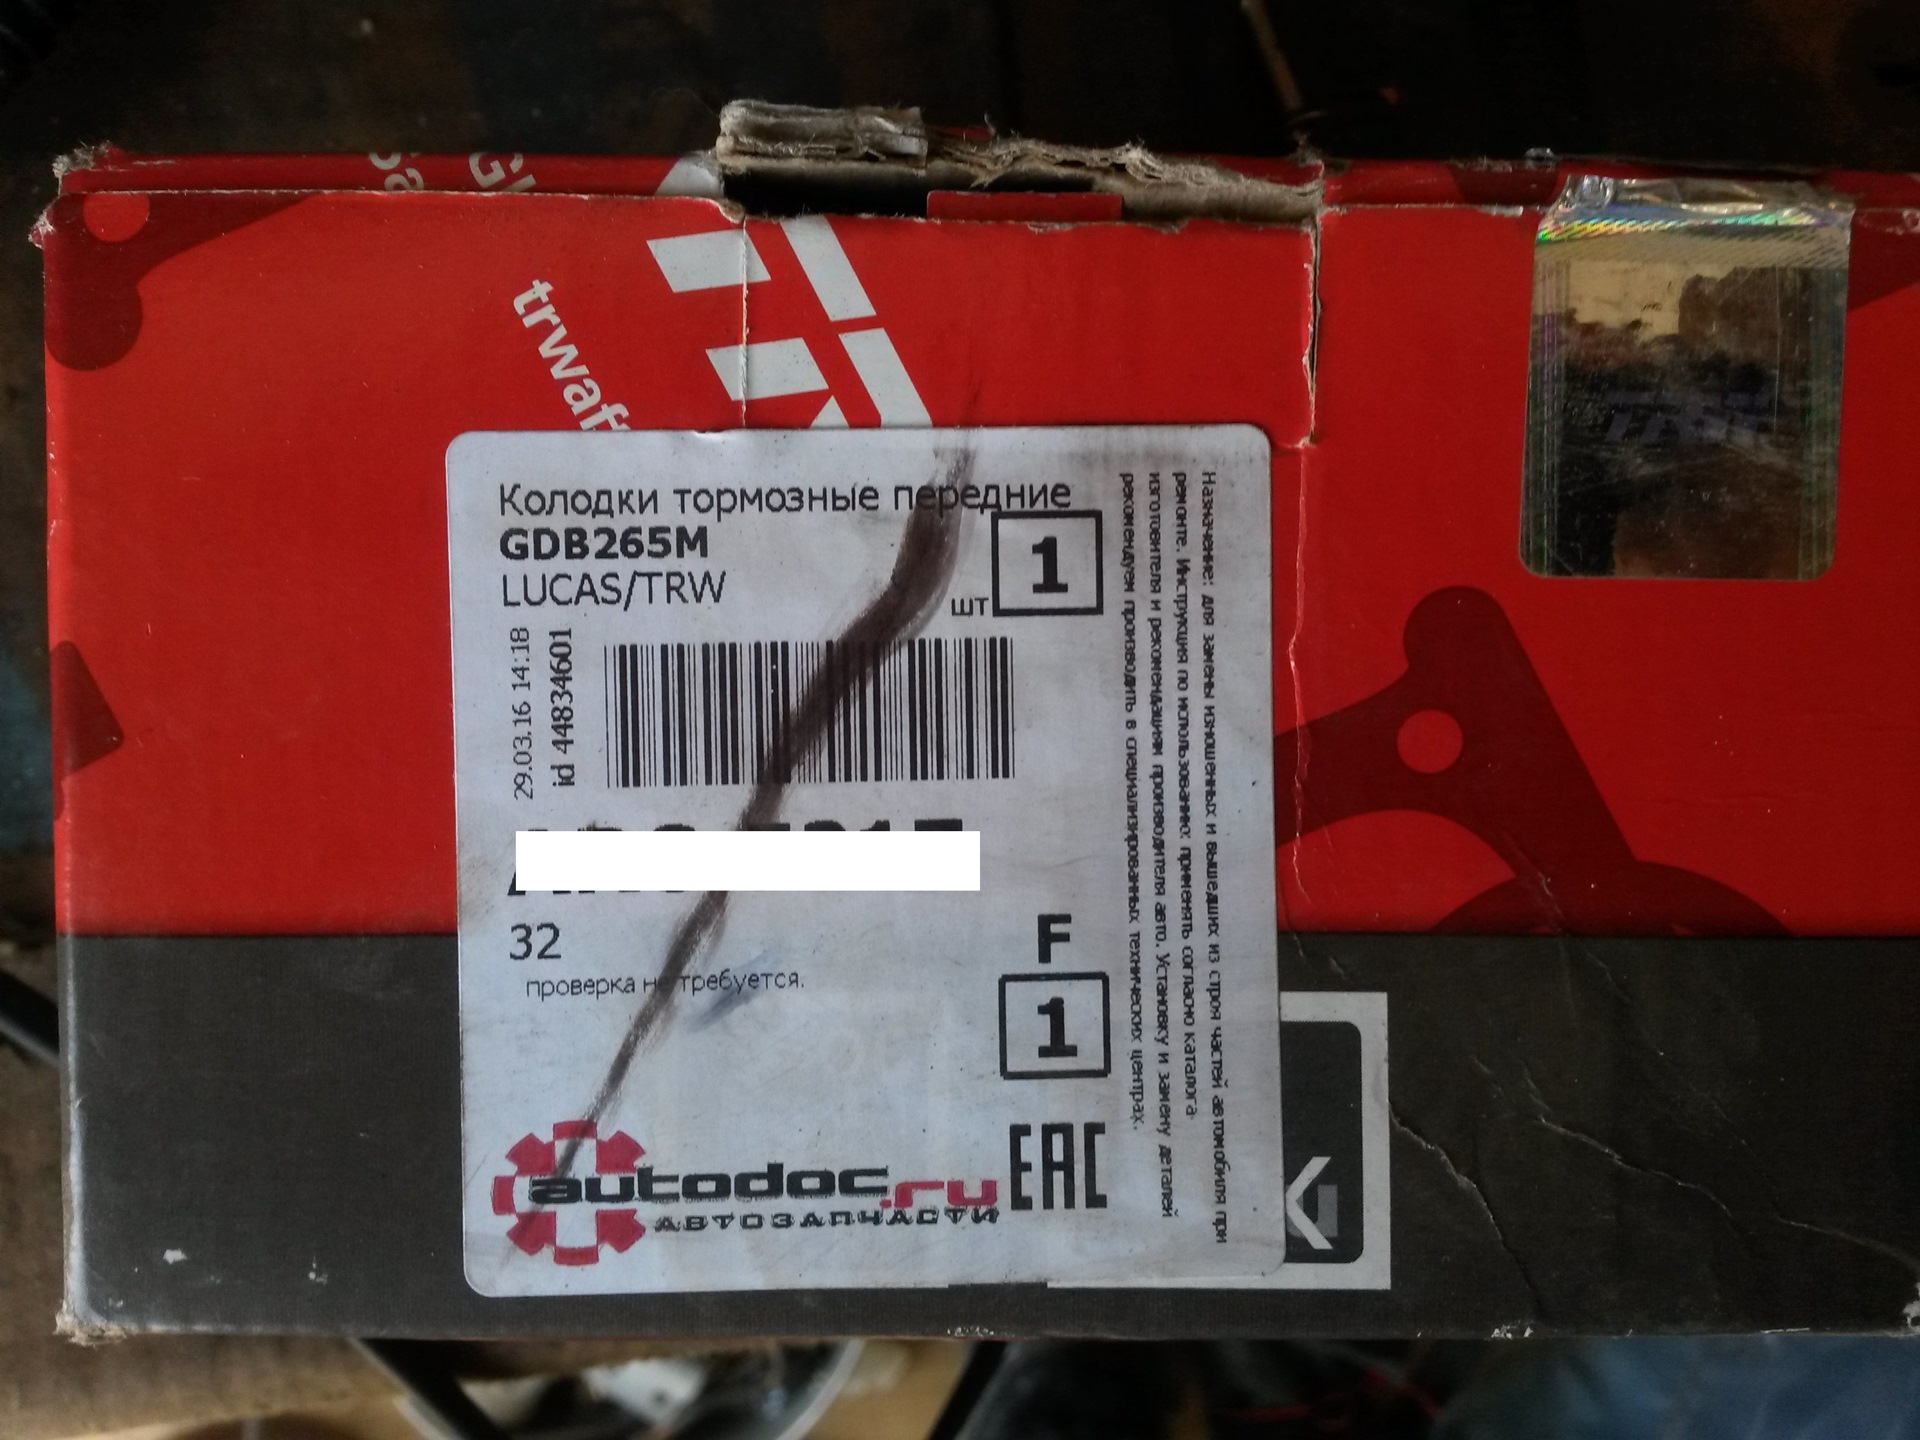 trwaf
Колодки тормозные передние
GDB265M
LUCAS/TRW
шт 1
29.03.16 14:18
id 44834601
32
проверка не требуется.
F
1
autodoc.ru
АВТОЗАПЧАСТИ
EAC
Назначение: для замены изношенных и вышедших из строя частей автомобиля при
ремонте. Инструкция по использованию: применять согласно каталога
изготовителя и рекомендациям производителя авто. Установку и замену деталей
рекомендуем производить в специализированных технических центрах.
TRW